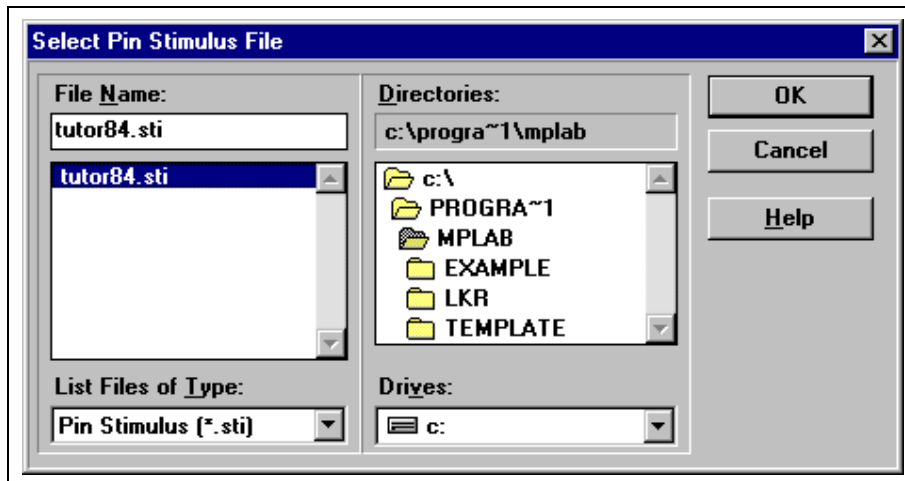 Select Pin Stimulus File
File Name:
tutor84.sti
tutor84.sti
List Files of Type:
Pin Stimulus (*.sti)
Directories:
c:\progra~1\mplab
c:\
PROGRA~1
MPLAB
EXAMPLE
LKR
TEMPLATE
Drives:
c:
OK
Cancel
Help